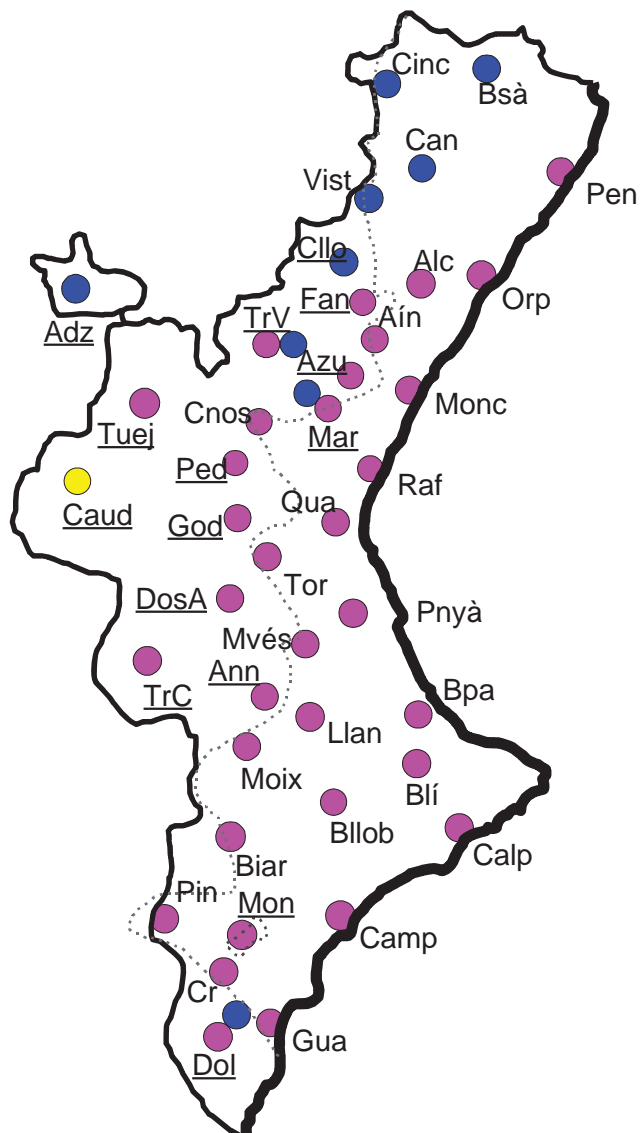 Cinc
Bsà
Can
Vist
Pen
Cllo
Alc
Fan
Orp
Adz
TrV
Aín
Azu
Monc
Cnos
Mar
Tuej
Ped
Raf
Caud
Qua
God
Tor
DosA
Pnyà
Mvés
Ann
TrC
Bpa
Llan
Moix
Blí
Bllob
Calp
Biar
Pin
Mon
Camp
Cr
Gua
Dol